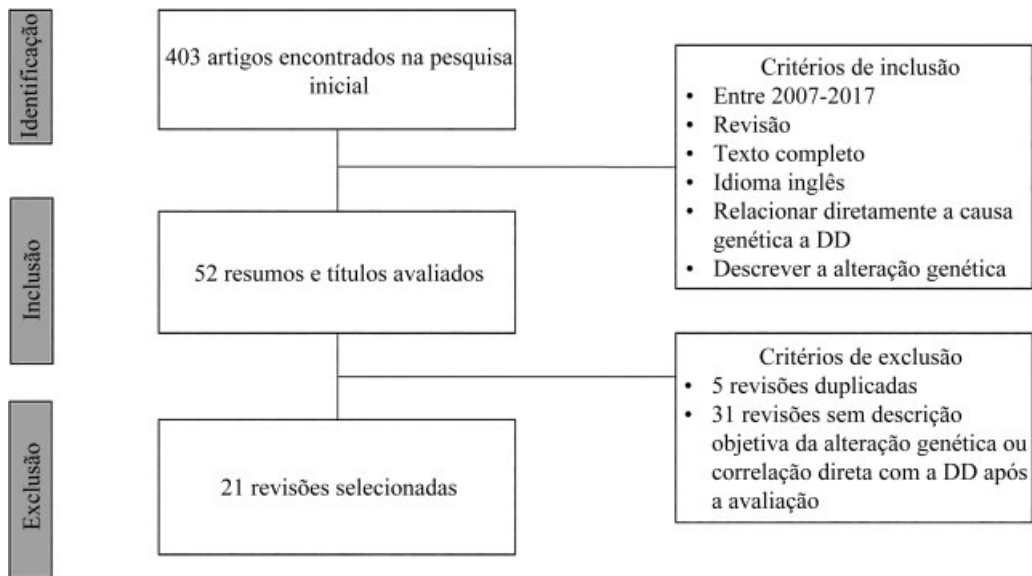 Identificação
403 artigos encontrados na pesquisa
inicial
Critérios de inclusão
• Entre 2007-2017
• Revisão
• Texto completo
• Idioma inglês
• Relacionar diretamente a causa
genética a DD
• Descrever a alteração genética
Inclusão
52 resumos e títulos avaliados
Critérios de exclusão
• 5 revisões duplicadas
• 31 revisões sem descrição
objetiva da alteração genética ou
correlação direta com a DD após
a avaliação
Exclusão
21 revisões selecionadas